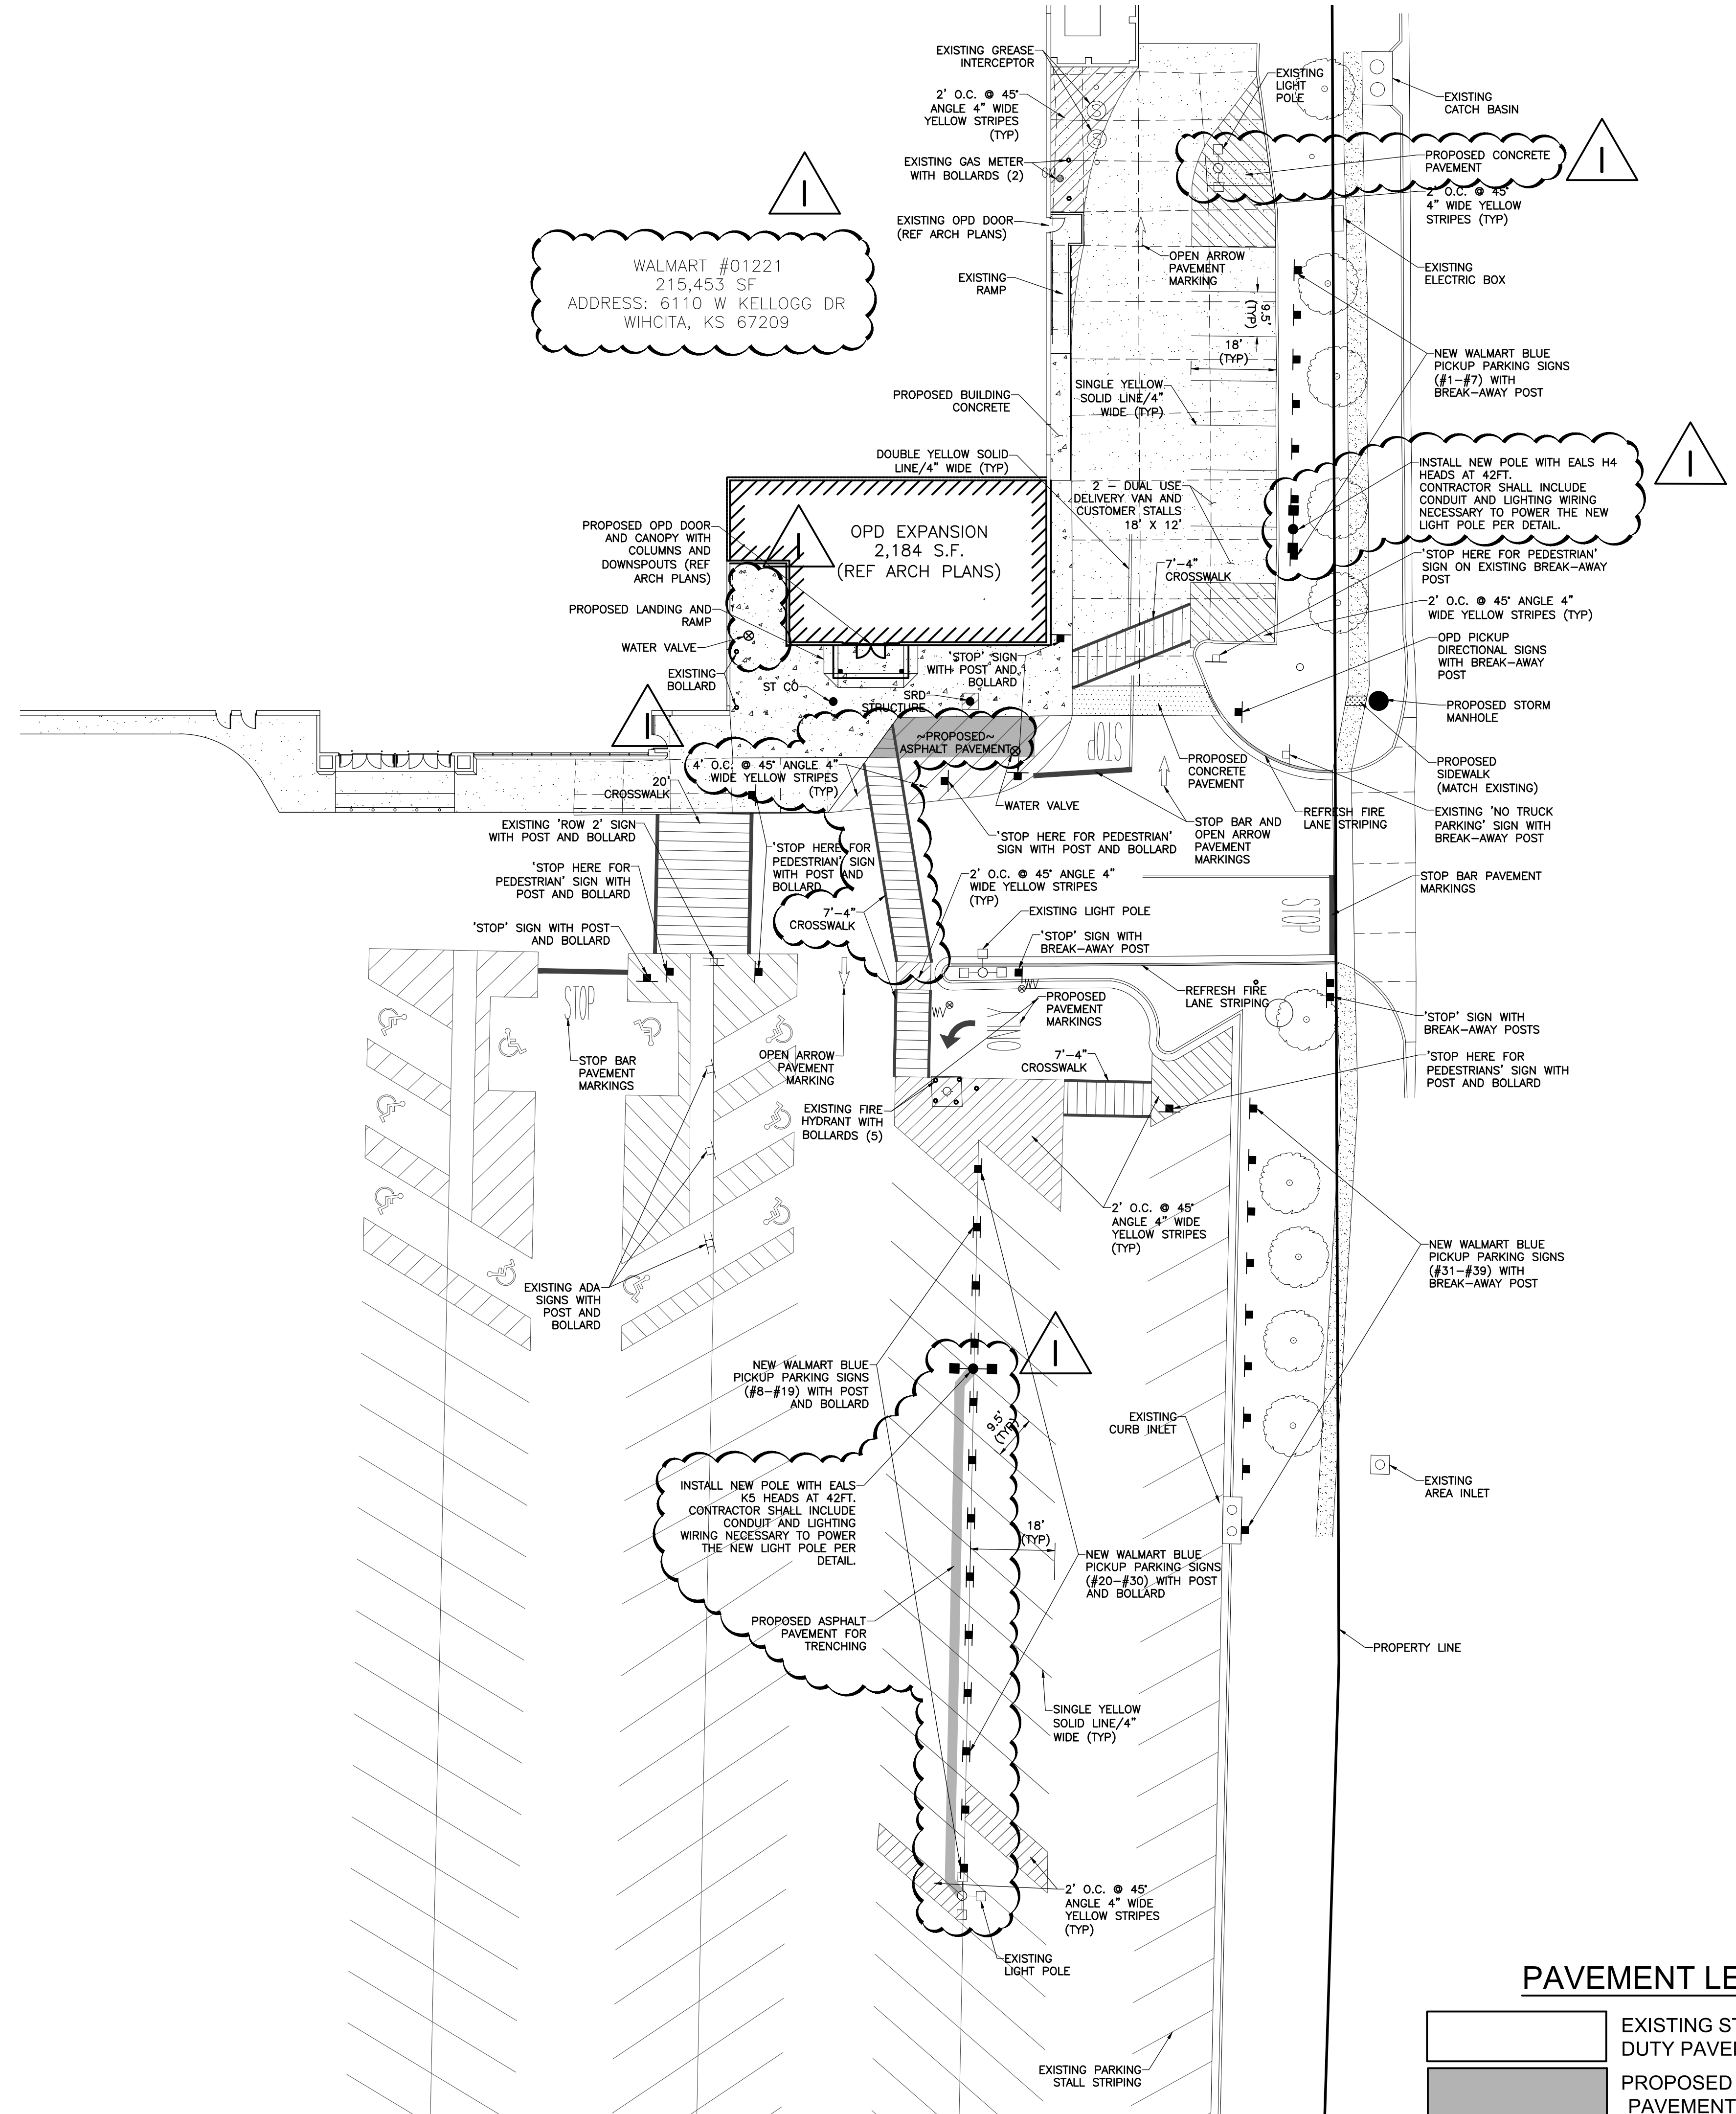 EXISTING GREASE
INTERCEPTOR
2' O.C. @ 45°
ANGLE 4" WIDE
YELLOW STRIPES
(TYP)
EXISTING GAS METER
WITH BOLLARDS (2)
EXISTING OPD DOOR
(REF ARCH PLANS)
EXISTING
RAMP
S
S
EXISTING
LIGHT
POLE
EXISTING
CATCH BASIN
PROPOSED CONCRETE
PAVEMENT
1
2' O.C. @ 45°
4" WIDE YELLOW
STRIPES (TYP)
OPEN ARROW
PAVEMENT
MARKING
EXISTING
ELECTRIC BOX
9.5'
(TYP)
18'
(TYP)
NEW WALMART BLUE
PICKUP PARKING SIGNS
(#1-#7) WITH
BREAK-AWAY POST
1
WALMART #01221
215,453 SF
ADDRESS: 6110 W KELLOGG DR
WIHCITA, KS 67209
PROPOSED BUILDING
CONCRETE
SINGLE YELLOW
SOLID LINE/4"
WIDE (TYP)
DOUBLE YELLOW SOLID
LINE/4" WIDE (TYP)
2 - DUAL USE
DELIVERY VAN AND
CUSTOMER STALLS
18' X 12'
1
INSTALL NEW POLE WITH EALS H4
HEADS AT 42FT.
CONTRACTOR SHALL INCLUDE
CONDUIT AND LIGHTING WIRING
NECESSARY TO POWER THE NEW
LIGHT POLE PER DETAIL.
OPD EXPANSION
2,184 S.F.
(REF ARCH PLANS)
1
PROPOSED OPD DOOR
AND CANOPY WITH
COLUMNS AND
DOWNSPOUTS (REF
ARCH PLANS)
PROPOSED LANDING AND
RAMP
WATER VALVE
EXISTING
BOLLARD
ST CO
SRD
STRUCTURE
'STOP' SIGN
WITH POST AND
BOLLARD
7'-4"
CROSSWALK
'STOP HERE FOR PEDESTRIAN'
SIGN ON EXISTING BREAK-AWAY
POST
2' O.C. @ 45° ANGLE 4"
WIDE YELLOW STRIPES (TYP)
OPD PICKUP
DIRECTIONAL SIGNS
WITH BREAK-AWAY
POST
PROPOSED STORM
MANHOLE
PROPOSED
SIDEWALK
(MATCH EXISTING)
EXISTING 'NO TRUCK
PARKING' SIGN WITH
BREAK-AWAY POST
1
~PROPOSED~
ASPHALT PAVEMENT
4' O.C. @ 45° ANGLE 4"
WIDE YELLOW STRIPES
(TYP)
20'
CROSSWALK
WATER VALVE
STOP
PROPOSED
CONCRETE
PAVEMENT
REFRESH FIRE
LANE STRIPING
STOP BAR AND
OPEN ARROW
PAVEMENT
MARKINGS
STOP BAR PAVEMENT
MARKINGS
STOP
EXISTING 'ROW 2' SIGN
WITH POST AND BOLLARD
'STOP HERE FOR
PEDESTRIAN' SIGN WITH
POST AND BOLLARD
'STOP' SIGN WITH POST
AND BOLLARD
'STOP HERE FOR
PEDESTRIAN' SIGN
WITH POST AND
BOLLARD
'STOP HERE FOR PEDESTRIAN'
SIGN WITH POST AND BOLLARD
2' O.C. @ 45° ANGLE 4"
WIDE YELLOW STRIPES
(TYP)
7'-4"
CROSSWALK
EXISTING LIGHT POLE
'STOP' SIGN WITH
BREAK-AWAY POST
STOP
STOP BAR
PAVEMENT
MARKINGS
OPEN ARROW
PAVEMENT
MARKING
WV
WV
PROPOSED
PAVEMENT
MARKINGS
REFRESH FIRE
LANE STRIPING
'STOP' SIGN WITH
BREAK-AWAY POSTS
ONLY
7'-4"
CROSSWALK
'STOP HERE FOR
PEDESTRIANS' SIGN WITH
POST AND BOLLARD
EXISTING FIRE
HYDRANT WITH
BOLLARDS (5)
2' O.C. @ 45°
ANGLE 4" WIDE
YELLOW STRIPES
(TYP)
NEW WALMART BLUE
PICKUP PARKING SIGNS
(#31-#39) WITH
BREAK-AWAY POST
EXISTING ADA
SIGNS WITH
POST AND
BOLLARD
NEW WALMART BLUE
PICKUP PARKING SIGNS
(#8-#19) WITH POST
AND BOLLARD
1
9.5'
(TYP)
EXISTING
CURB INLET
EXISTING
AREA INLET
INSTALL NEW POLE WITH EALS
K5 HEADS AT 42FT.
CONTRACTOR SHALL INCLUDE
CONDUIT AND LIGHTING
WIRING NECESSARY TO POWER
THE NEW LIGHT POLE PER
DETAIL.
18'
(TYP)
NEW WALMART BLUE
PICKUP PARKING SIGNS
(#20-#30) WITH POST
AND BOLLARD
PROPOSED ASPHALT
PAVEMENT FOR
TRENCHING
PROPERTY LINE
SINGLE YELLOW
SOLID LINE/4"
WIDE (TYP)
2' O.C. @ 45°
ANGLE 4" WIDE
YELLOW STRIPES
(TYP)
EXISTING
LIGHT POLE
EXISTING PARKING
STALL STRIPING
PAVEMENT LE
EXISTING ST
DUTY PAVE
PROPOSED
PAVEMENT